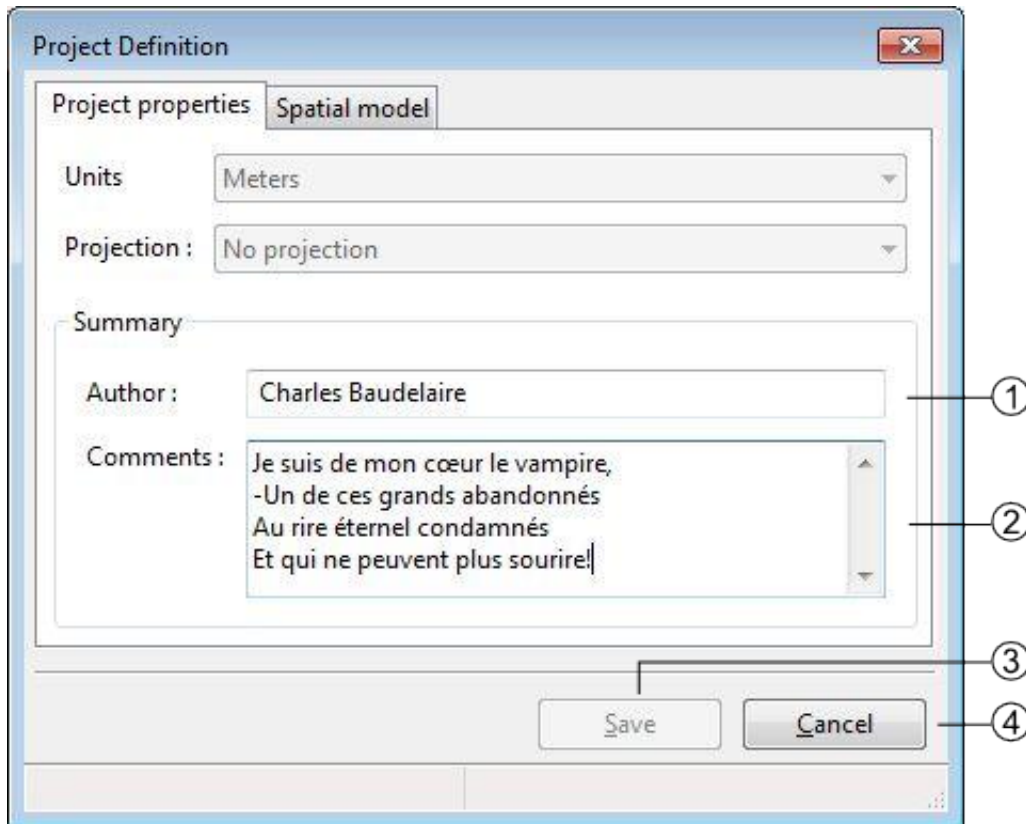 Project Definition
Project properties
Spatial model
Units
Meters
Projection :
No projection
Summary
Author :
Charles Baudelaire
1
Comments :
Je suis de mon cœur le vampire,
-Un de ces grands abandonnés
Au rire éternel condamnés
Et qui ne peuvent plus sourire!
2
3
Save
Cancel
4